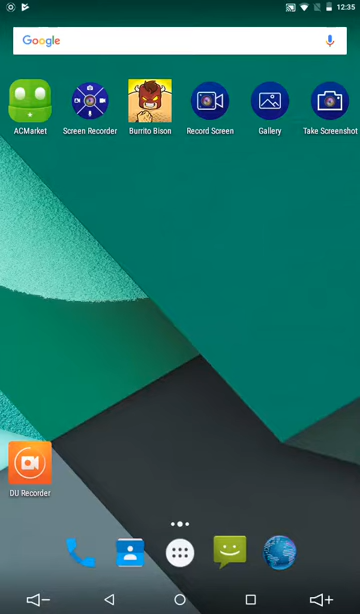 12:35
Google
ACMarket
Screen Recorder
Burrito Bison
Record Screen
Gallery
Take Screenshot
DU Recorder